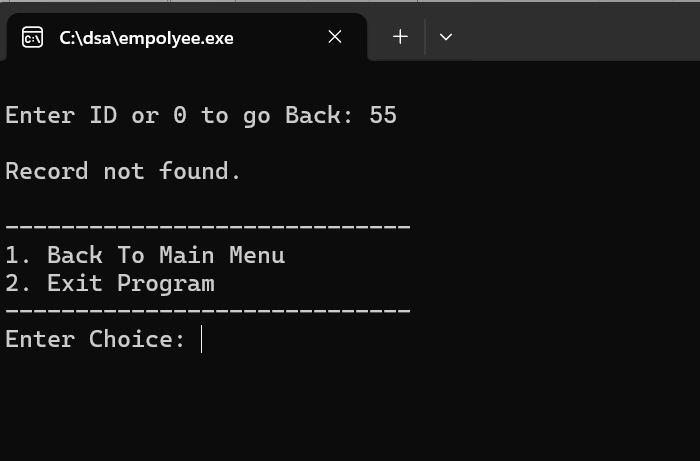 C:\dsa\empolyee.exe
Enter ID or 0 to go Back: 55
Record not found.
-----------------------------
1. Back To Main Menu
2. Exit Program
-----------------------------
Enter Choice: